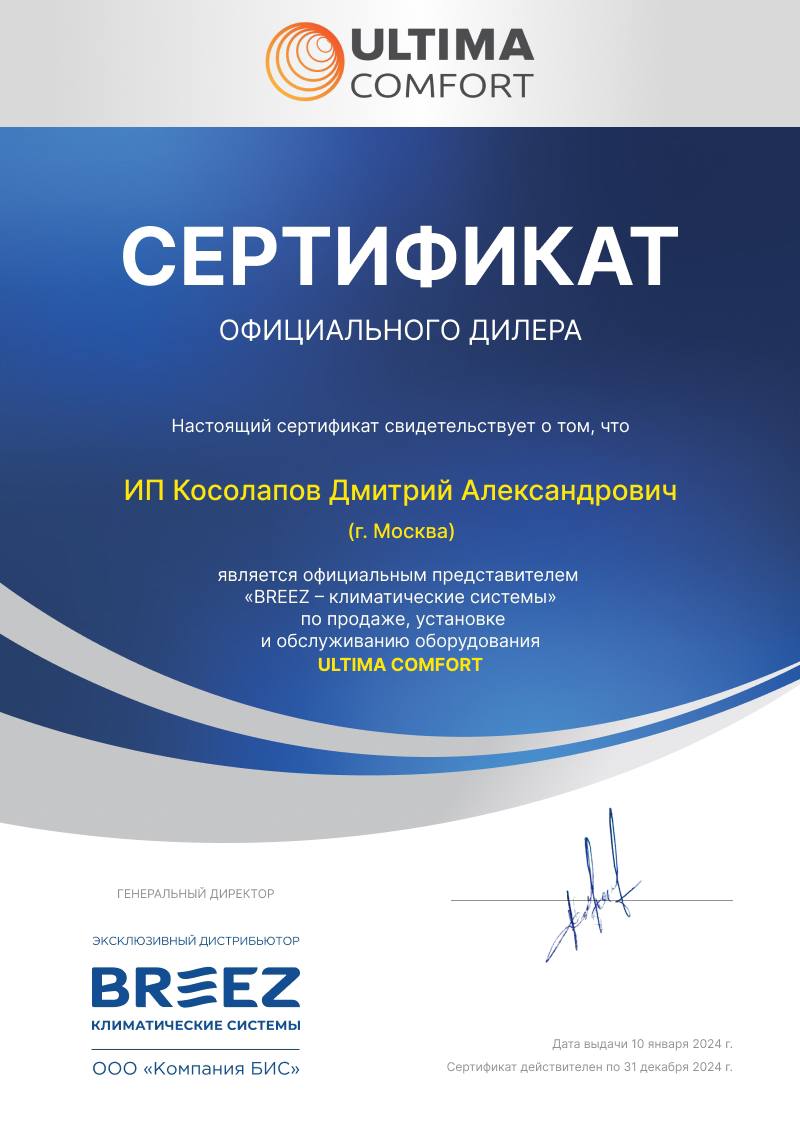 ULTIMA
COMFORT
СЕРТИФИКАТ
ОФИЦИАЛЬНОГО ДИЛЕРА
Настоящий сертификат свидетельствует о том, что
ИП Косолапов Дмитрий Александрович
(г. Москва)
является официальным представителем
«BREEZ – климатические системы»
по продаже, установке
и обслуживанию оборудования
ULTIMA COMFORT
ГЕНЕРАЛЬНЫЙ ДИРЕКТОР
ЭКСКЛЮЗИВНЫЙ ДИСТРИБЬЮТОР
BREEZ
КЛИМАТИЧЕСКИЕ СИСТЕМЫ
ООО «Компания БИС»
Дата выдачи 10 января 2024 г.
Сертификат действителен по 31 декабря 2024 г.